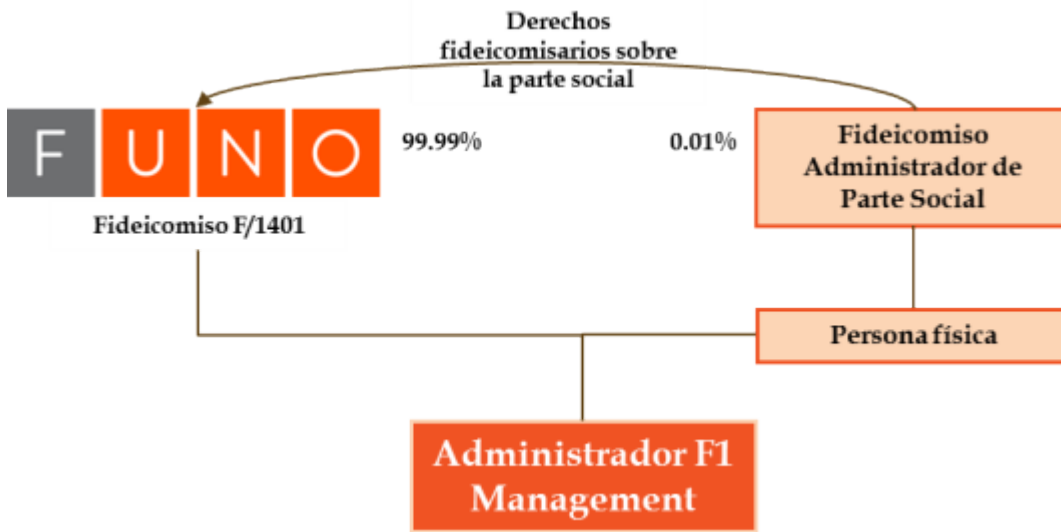 Derechos
fideicomisarios sobre
la parte social
FUNO
99.99%
0.01%
Fideicomiso
Administrador de
Parte Social
Fideicomiso F/1401
Persona física
Administrador F1
Management